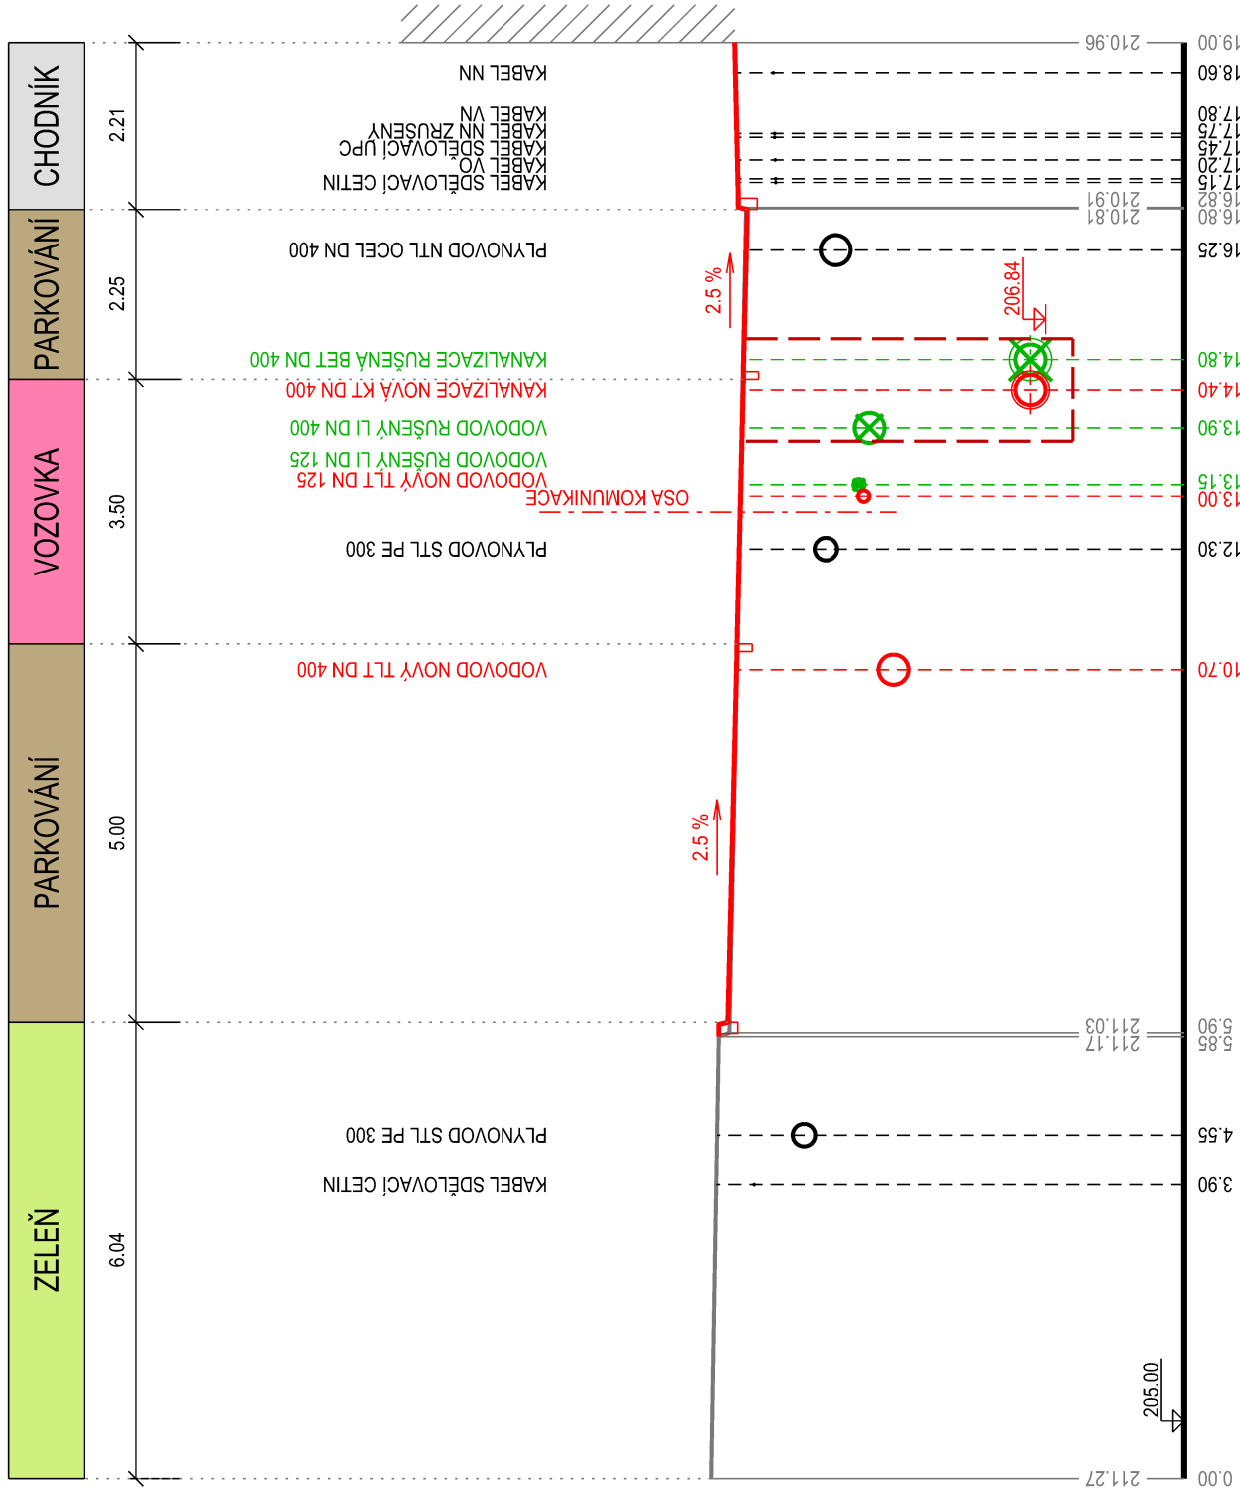 CHODNÍK
PARKOVÁNÍ
VOZOVKA
PARKOVÁNÍ
ZELEŇ
2.21
2.25
3.50
5.00
6.04
KABEL NN
KABEL VN
KABEL NN ZRUŠENÝ
KABEL SDĚLOVACÍ UPC
KABEL VO
KABEL SDĚLOVACÍ CETIN
PLYNOVOD NTL OCEL DN 400
KANALIZACE RUŠENÁ BET DN 400
KANALIZACE NOVÁ KT DN 400
VODOVOD LI RUŠENÝ DN 400
VODOVOD LI RUŠENÝ DN 125
VODOVOD NOVÝ TLT DN 125
OSA KOMUNIKACE
PLYNOVOD STL PE 300
VODOVOD NOVÝ TLT DN 400
PLYNOVOD STL PE 300
KABEL SDĚLOVACÍ CETIN
2.5 %
2.5 %
206.84
205.00
210.96
210.91
210.81
211.03
211.17
211.27
19.00
18.60
17.80
17.75
17.45
17.20
17.15
16.82
16.80
16.25
14.80
14.40
13.90
13.15
13.00
12.30
10.70
5.90
5.85
4.55
3.90
0.00